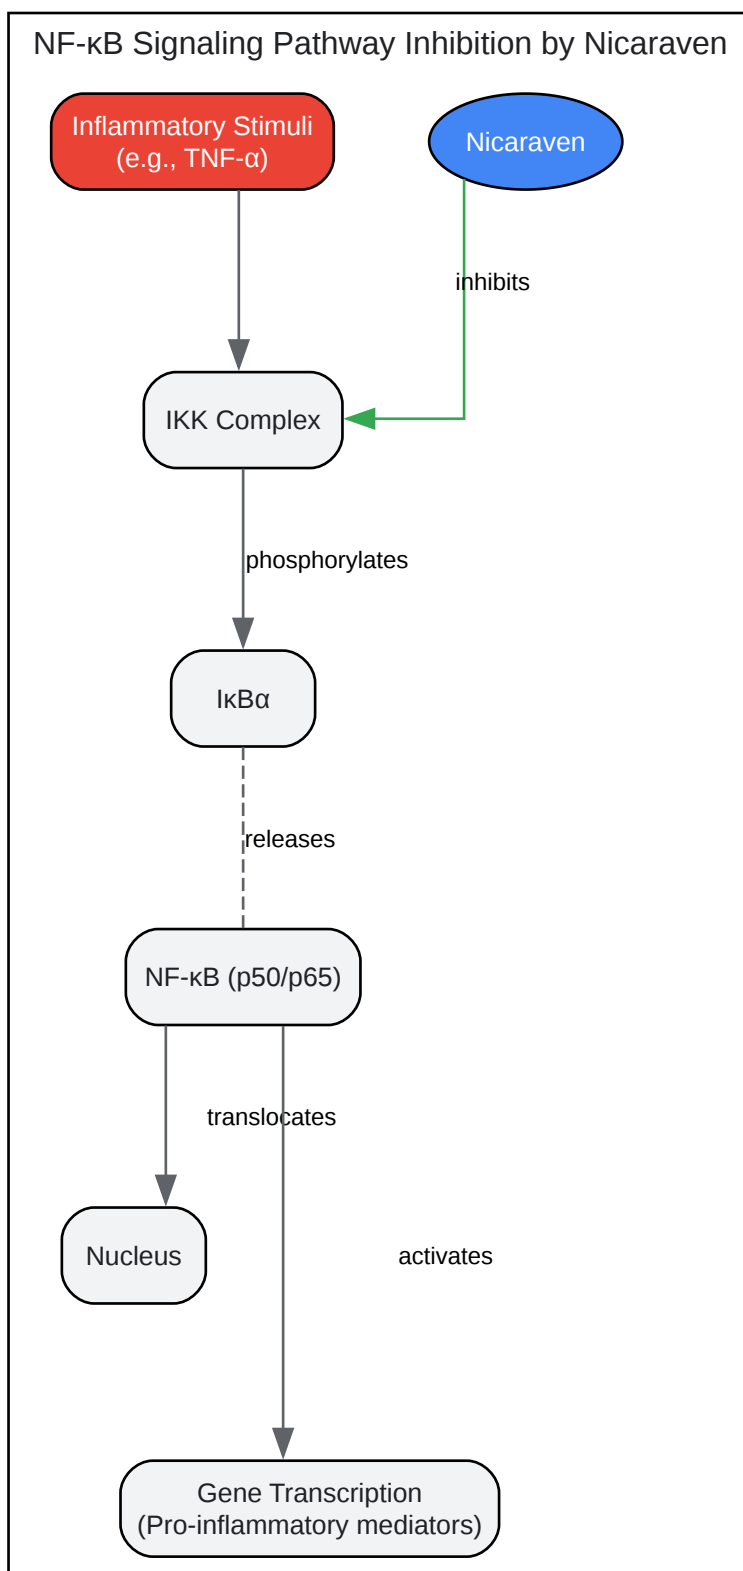 NF-κB Signaling Pathway Inhibition by Nicaraven
Inflammatory Stimuli
(e.g., TNF-α)
Nicaraven
inhibits
IKK Complex
phosphorylates
IκBα
releases
NF-κB (p50/p65)
translocates
Nucleus
activates
Gene Transcription
(Pro-inflammatory mediators)